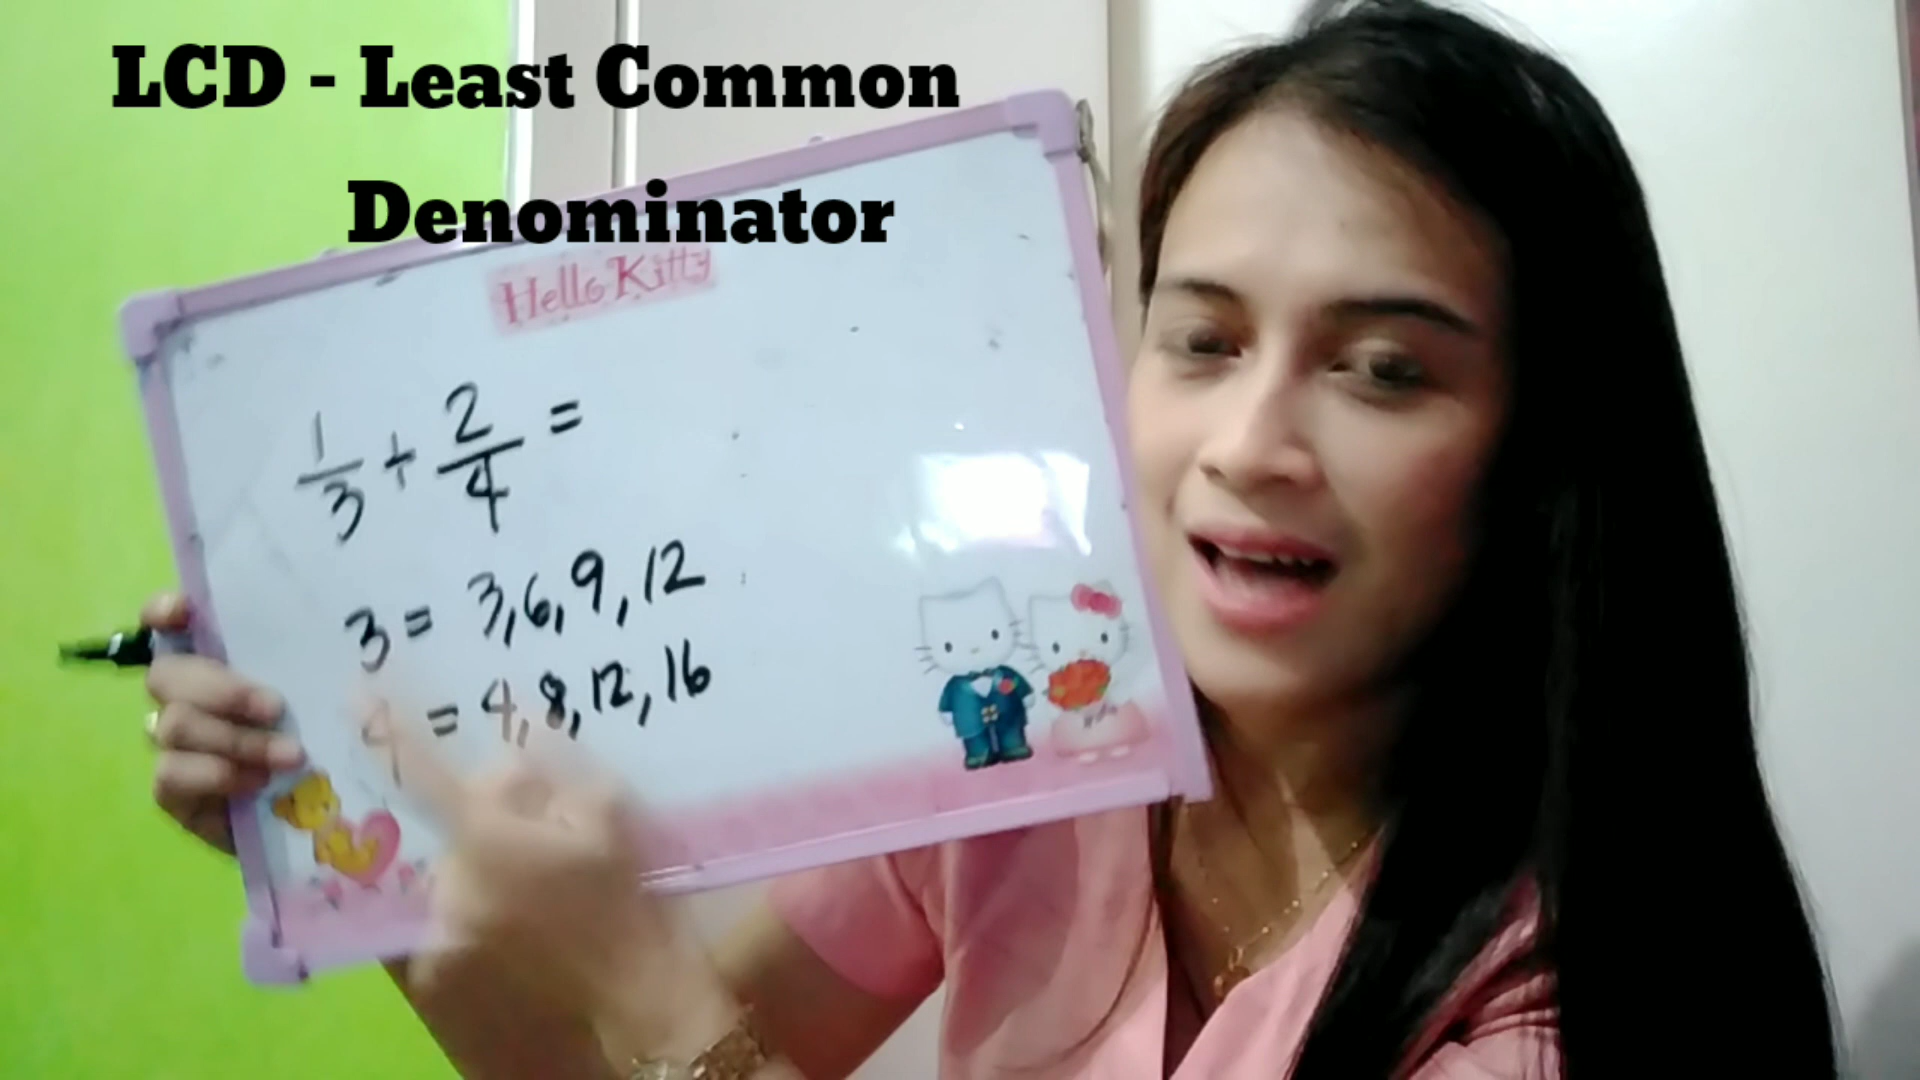 LCD - Least Common
Denominator
Hello Kitty
1/3 + 2/4 =
3 = 3,6,9,12
4 = 4,8,12,16